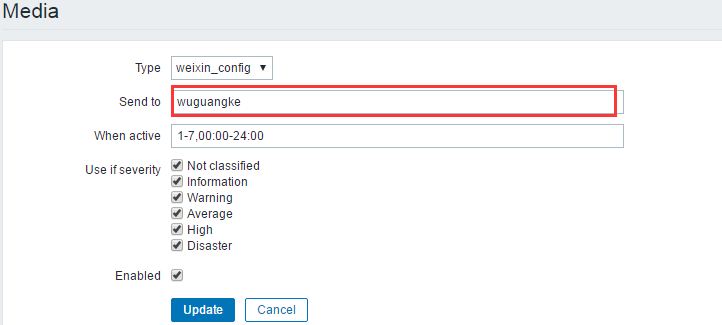 Media
Type weixin_config
Send to wuguangke
When active 1-7,00:00-24:00
Use if severity Not classified
Information
Warning
Average
High
Disaster
Enabled
Update Cancel